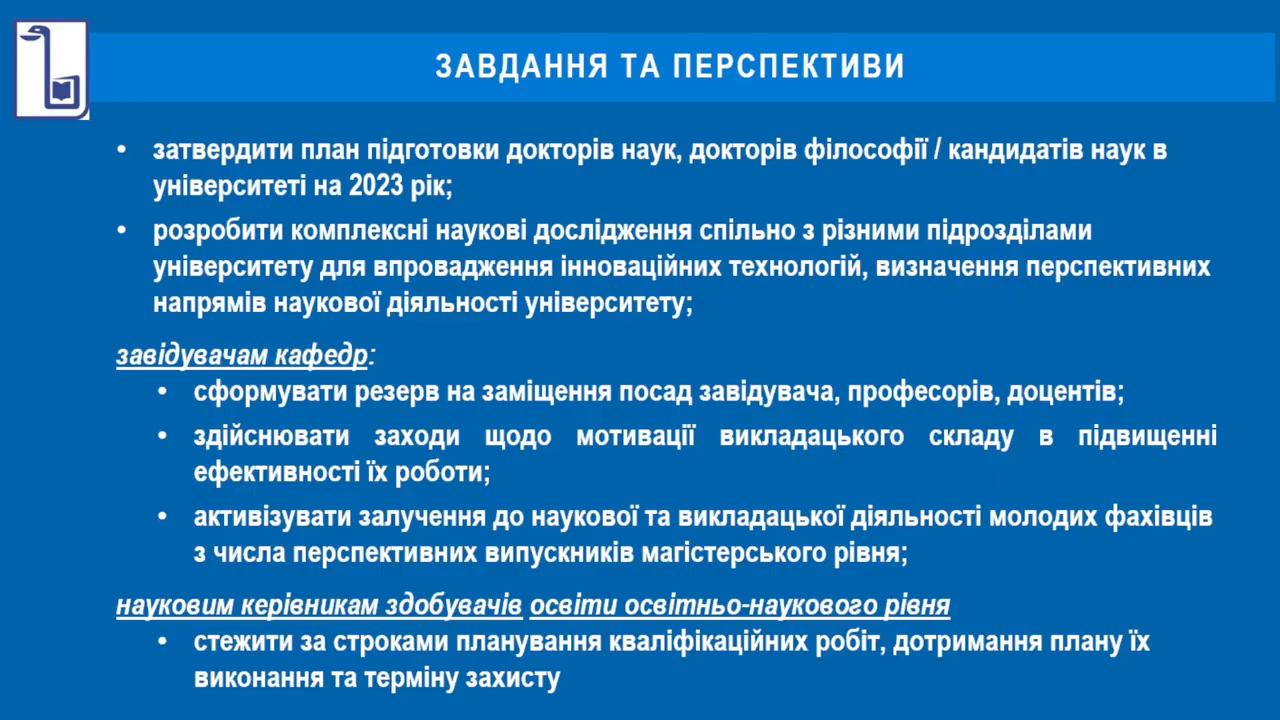 ЗАВДАННЯ ТА ПЕРСПЕКТИВИ
• затвердити план підготовки докторів наук, докторів філософії / кандидатів наук в
університеті на 2023 рік;
• розробити комплексні наукові дослідження спільно з різними підрозділами
університету для впровадження інноваційних технологій, визначення перспективних
напрямів наукової діяльності університету;
завідувачам кафедр:
• сформувати резерв на заміщення посад завідувача, професорів, доцентів;
• здійснювати заходи щодо мотивації викладацького складу в підвищенні
ефективності їх роботи;
• активізувати залучення до наукової та викладацької діяльності молодих фахівців
з числа перспективних випускників магістерського рівня;
науковим керівникам здобувачів освіти освітньо-наукового рівня
• стежити за строками планування кваліфікаційних робіт, дотримання плану їх
виконання та терміну захисту